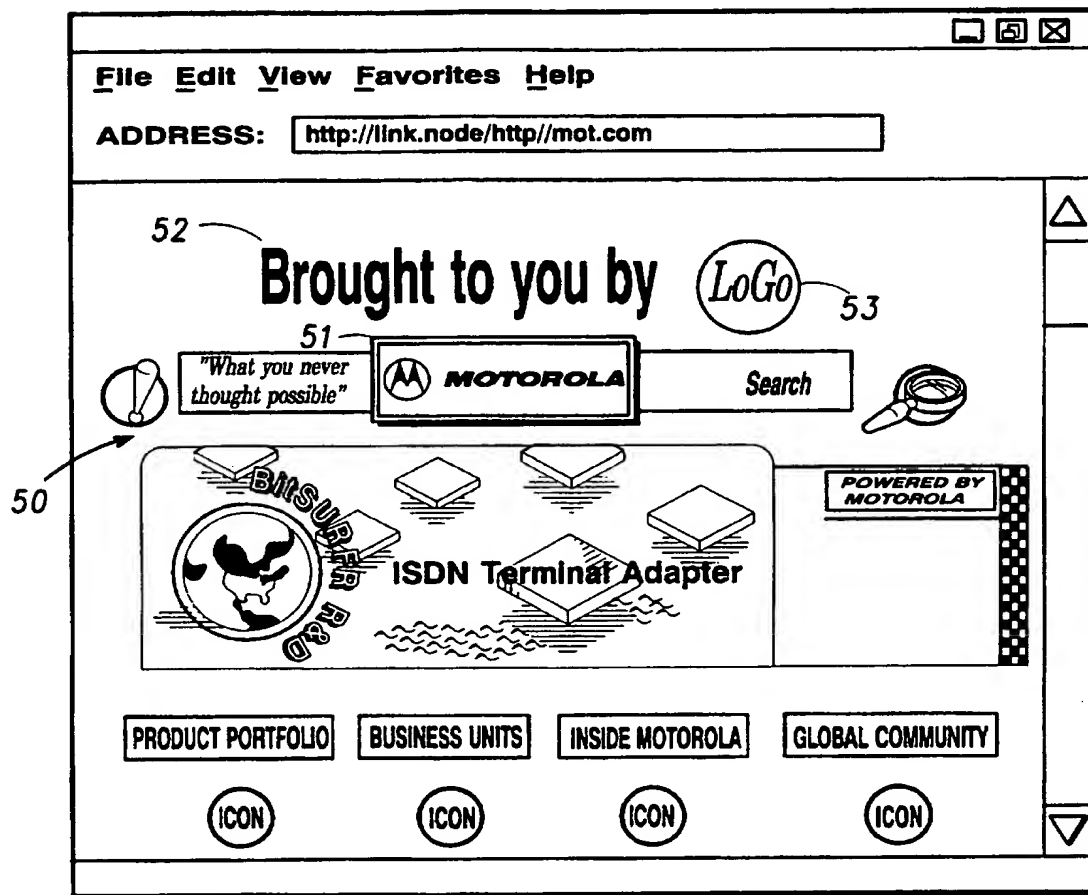 File Edit View Favorites Help
ADDRESS: http://link.node/http//mot.com
52
Brought to you by LoGo
53
51
"What you never
thought possible"
MOTOROLA
Search
50
BitSURFR R&D
ISDN Terminal Adapter
POWERED BY
MOTOROLA
PRODUCT PORTFOLIO BUSINESS UNITS INSIDE MOTOROLA GLOBAL COMMUNITY
ICON ICON ICON ICON